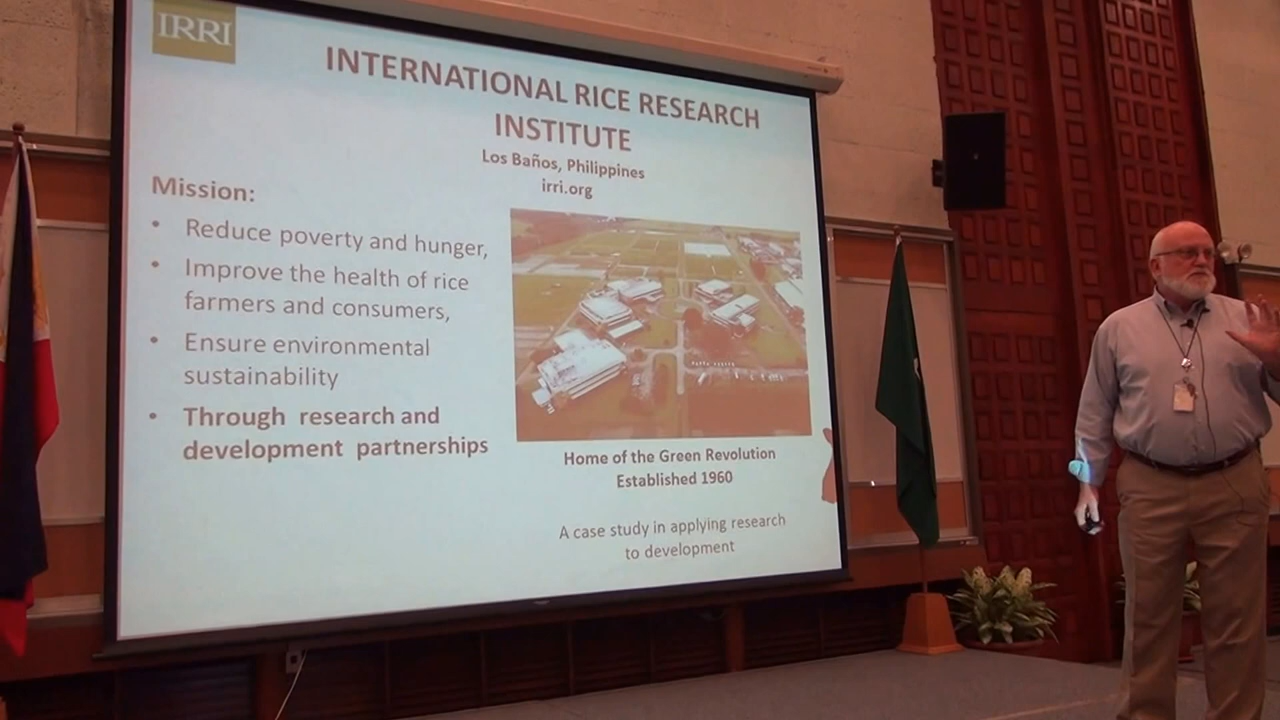 IRRI
INTERNATIONAL RICE RESEARCH
INSTITUTE
Los Baños, Philippines
irri.org
Mission:
• Reduce poverty and hunger,
• Improve the health of rice
farmers and consumers,
• Ensure environmental
sustainability
• Through research and
development partnerships
Home of the Green Revolution
Established 1960
A case study in applying research
to development